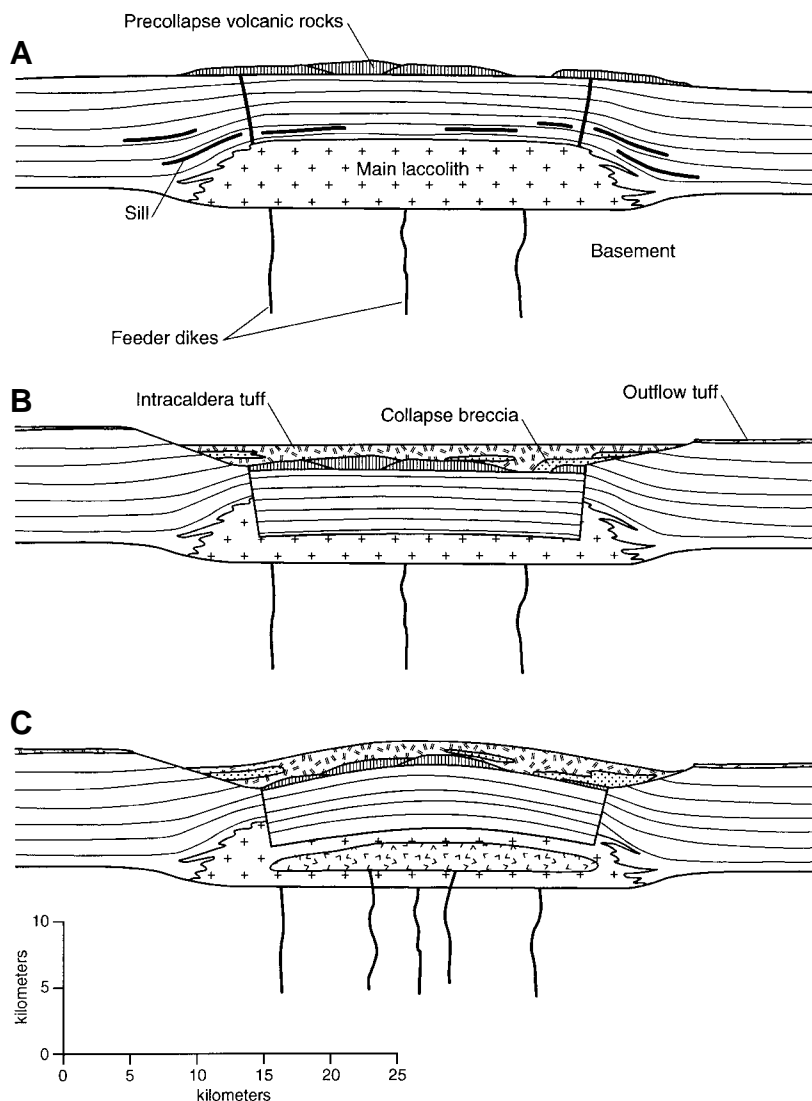 A
Precollapse volcanic rocks
Main laccolith
Sill
Basement
Feeder dikes
B
Intracaldera tuff
Collapse breccia
Outflow tuff
C
10
5
0
kilometers
0 5 10 15 20 25
kilometers